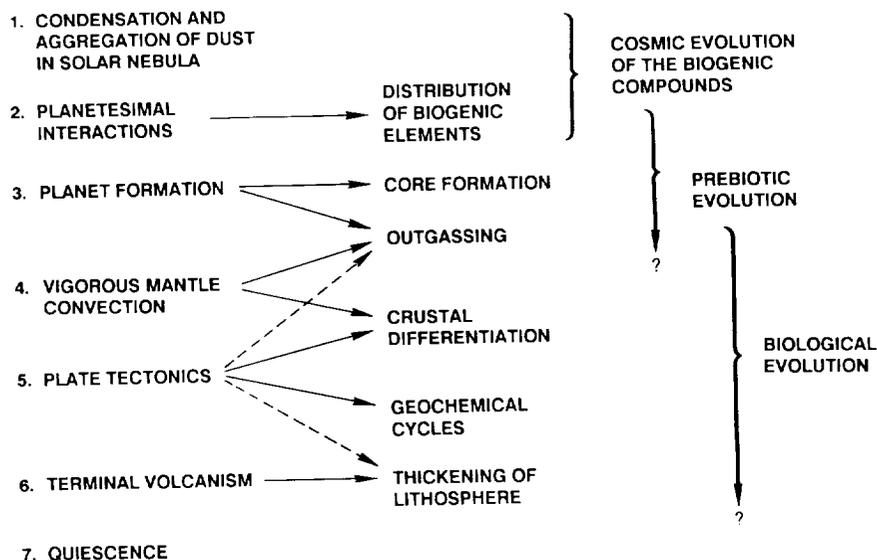 1. CONDENSATION AND
AGGREGATION OF DUST
IN SOLAR NEBULA
2. PLANETESIMAL
INTERACTIONS
3. PLANET FORMATION
4. VIGOROUS MANTLE
CONVECTION
5. PLATE TECTONICS
6. TERMINAL VOLCANISM
7. QUIESCENCE
DISTRIBUTION
OF BIOGENIC
ELEMENTS
CORE FORMATION
OUTGASSING
CRUSTAL
DIFFERENTIATION
GEOCHEMICAL
CYCLES
THICKENING OF
LITHOSPHERE
COSMIC EVOLUTION
OF THE BIOGENIC
COMPOUNDS
PREBIOTIC
EVOLUTION
?
BIOLOGICAL
EVOLUTION
?